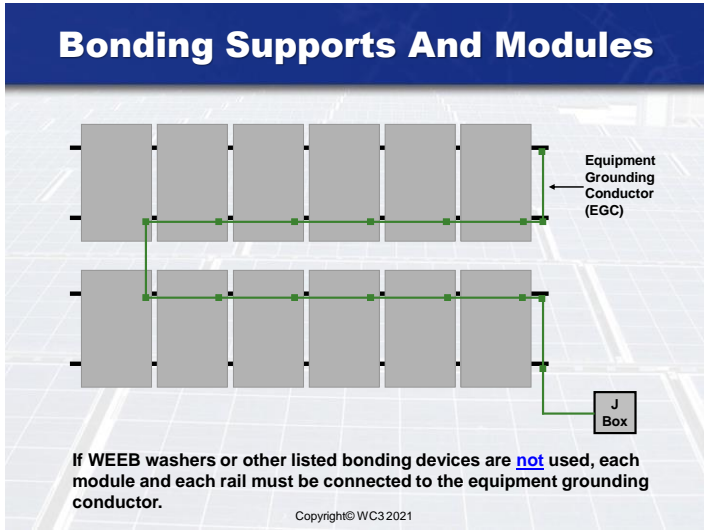 Bonding Supports And Modules
Equipment
Grounding
Conductor
(EGC)
J
Box
If WEEB washers or other listed bonding devices are not used, each
module and each rail must be connected to the equipment grounding
conductor.
Copyright© WC3 2021